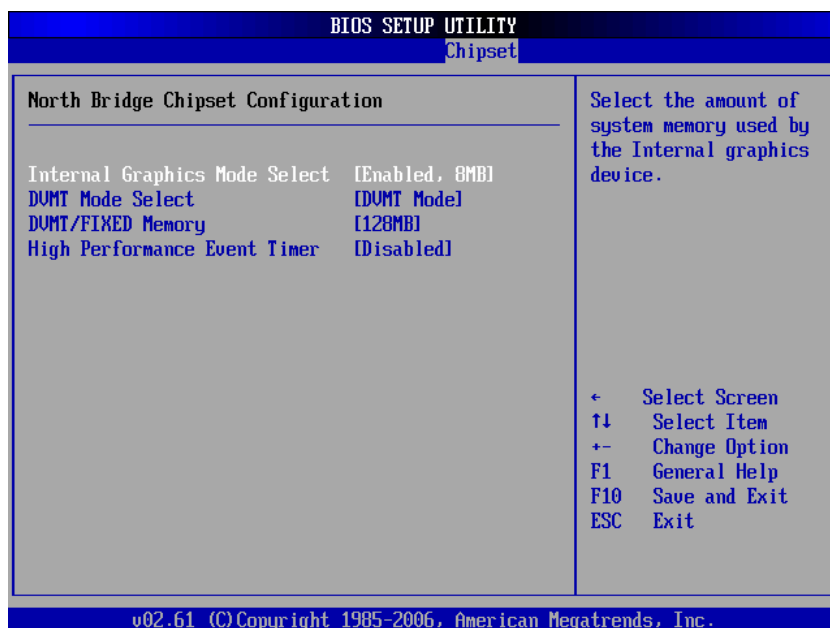 BIOS SETUP UTILITY
Chipset
North Bridge Chipset Configuration
Internal Graphics Mode Select [Enabled, 8MB]
DVMT Mode Select [DVMT Mode]
DVMT/FIXED Memory [128MB]
High Performance Event Timer [Disabled]
Select the amount of
system memory used by
the Internal graphics
device.
← Select Screen
↑↓ Select Item
+- Change Option
F1 General Help
F10 Save and Exit
ESC Exit
v02.61 (C)Copyright 1985-2006, American Megatrends, Inc.